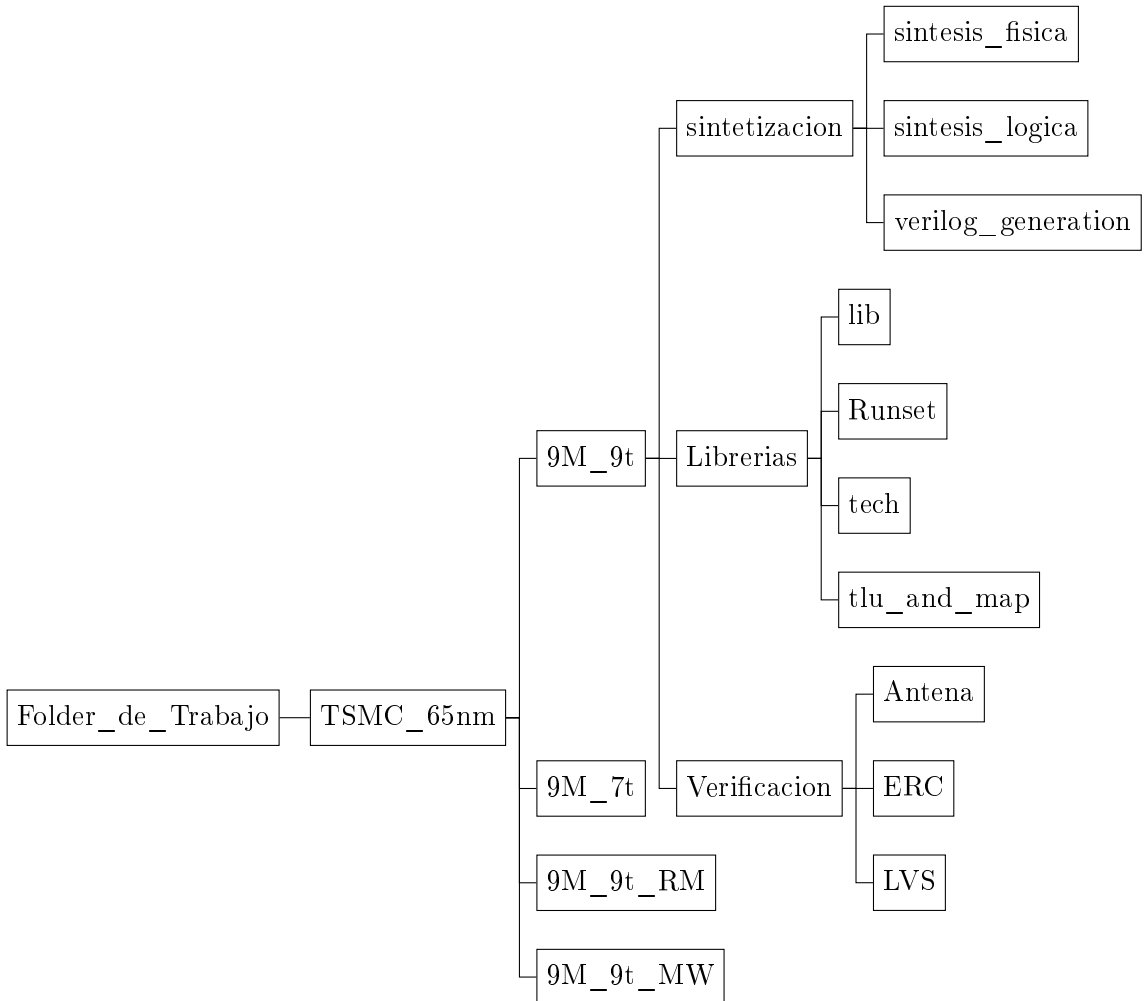 sintesis_fisica
sintetizacion
sintesis_logica
verilog_generation
lib
Runset
9M_9t
Librerias
tech
tlu_and_map
Antena
Folder_de_Trabajo
TSMC_65nm
9M_7t
Verificacion
ERC
9M_9t_RM
LVS
9M_9t_MW